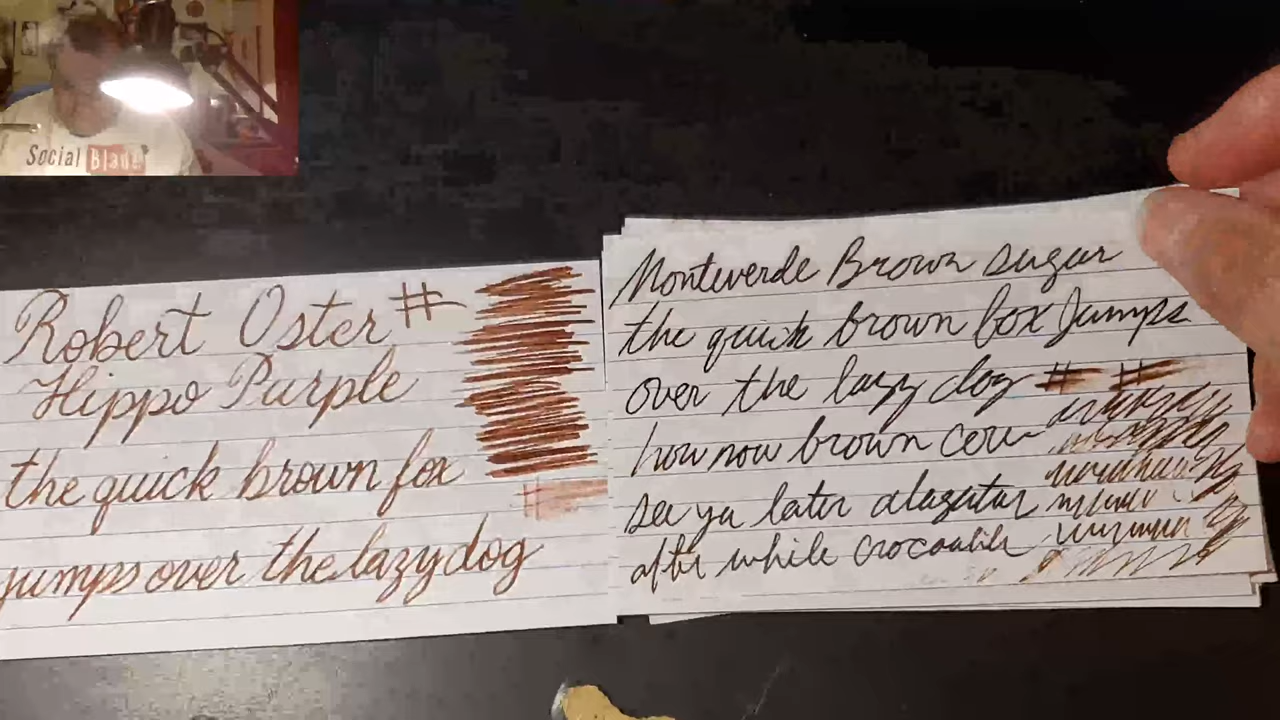 Social Blade
Robert Oster #
Hippo Purple
the quick brown fox
jumps over the lazy dog
Monteverde Brown sugar
the quick brown fox Jumps
over the lazy dog # #
how now brown cow
see ya later alagatar
after while crocodile